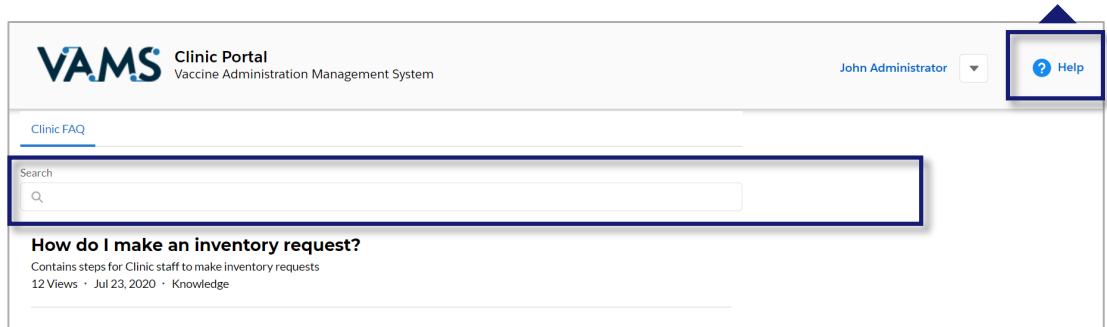 VAMS
Clinic Portal
Vaccine Administration Management System
John Administrator
? Help
Clinic FAQ
Search
How do I make an inventory request?
Contains steps for Clinic staff to make inventory requests
12 Views · Jul 23, 2020 · Knowledge